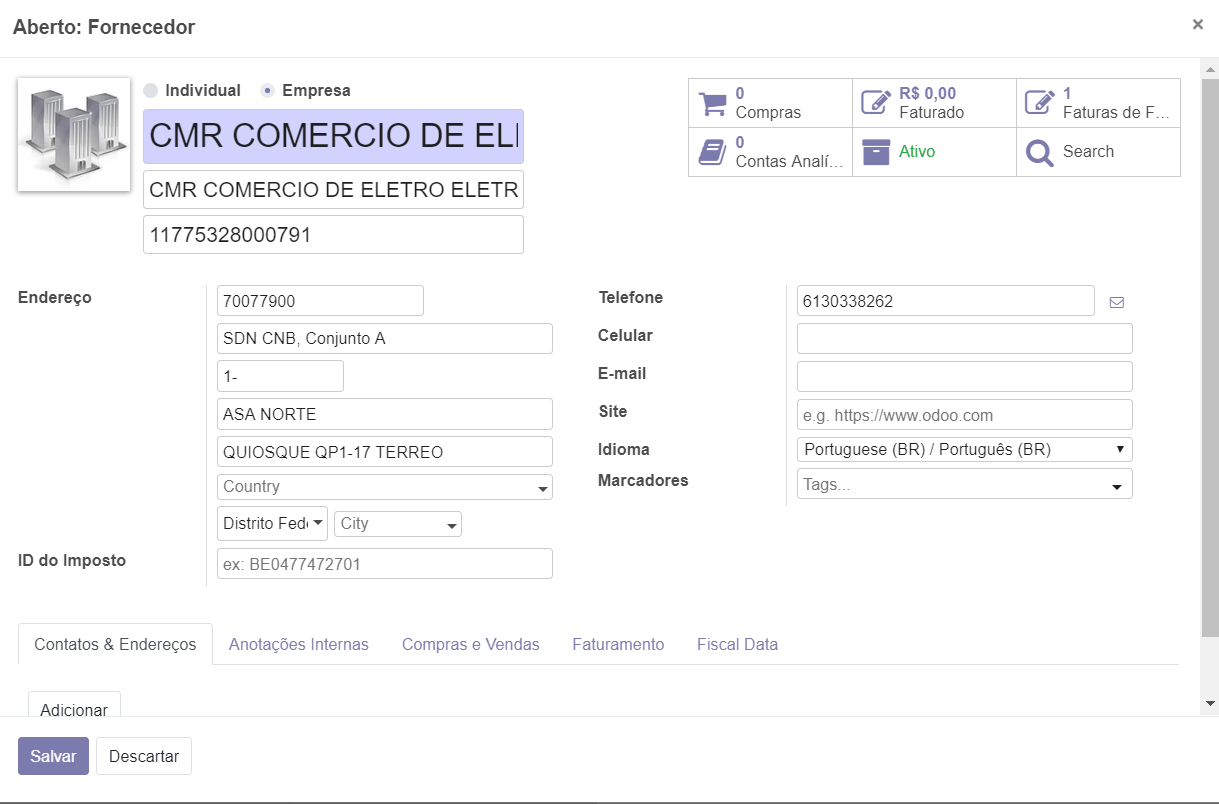 Aberto: Fornecedor
×
Individual
Empresa
CMR COMERCIO DE EL
CMR COMERCIO DE ELETRO ELETR
11775328000791
0
Compras
R$ 0,00
Faturado
1
Faturas de F...
0
Contas Analí...
Ativo
Search
Endereço
70077900
SDN CNB, Conjunto A
1-
ASA NORTE
QUIOSQUE QP1-17 TERREO
Country
Distrito Fed
City
ID do Imposto
ex: BE0477472701
Telefone
6130338262
Celular
E-mail
Site
e.g. https://www.odoo.com
Idioma
Portuguese (BR) / Português (BR)
Marcadores
Tags...
Contatos & Endereços
Anotações Internas
Compras e Vendas
Faturamento
Fiscal Data
Adicionar
Salvar
Descartar